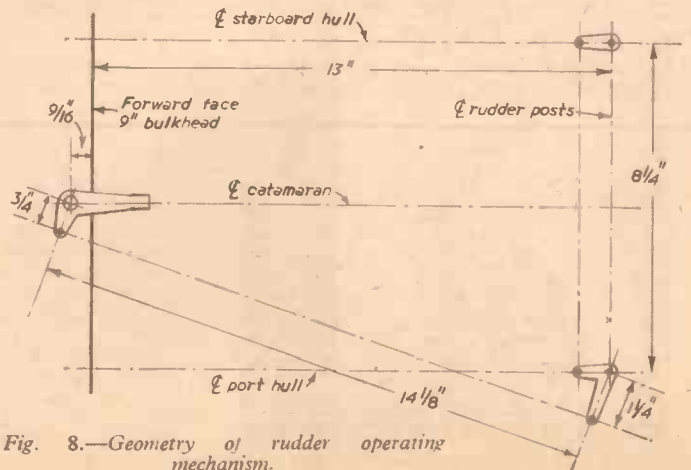 ℄ starboard hull
13"
9/16"
Forward face
9" bulkhead
℄ rudder posts
8 1/4"
3/4"
℄ catamaran
℄ port hull
14 1/8"
1 1/4"
Fig. 8.—Geometry of rudder operating
mechanism.